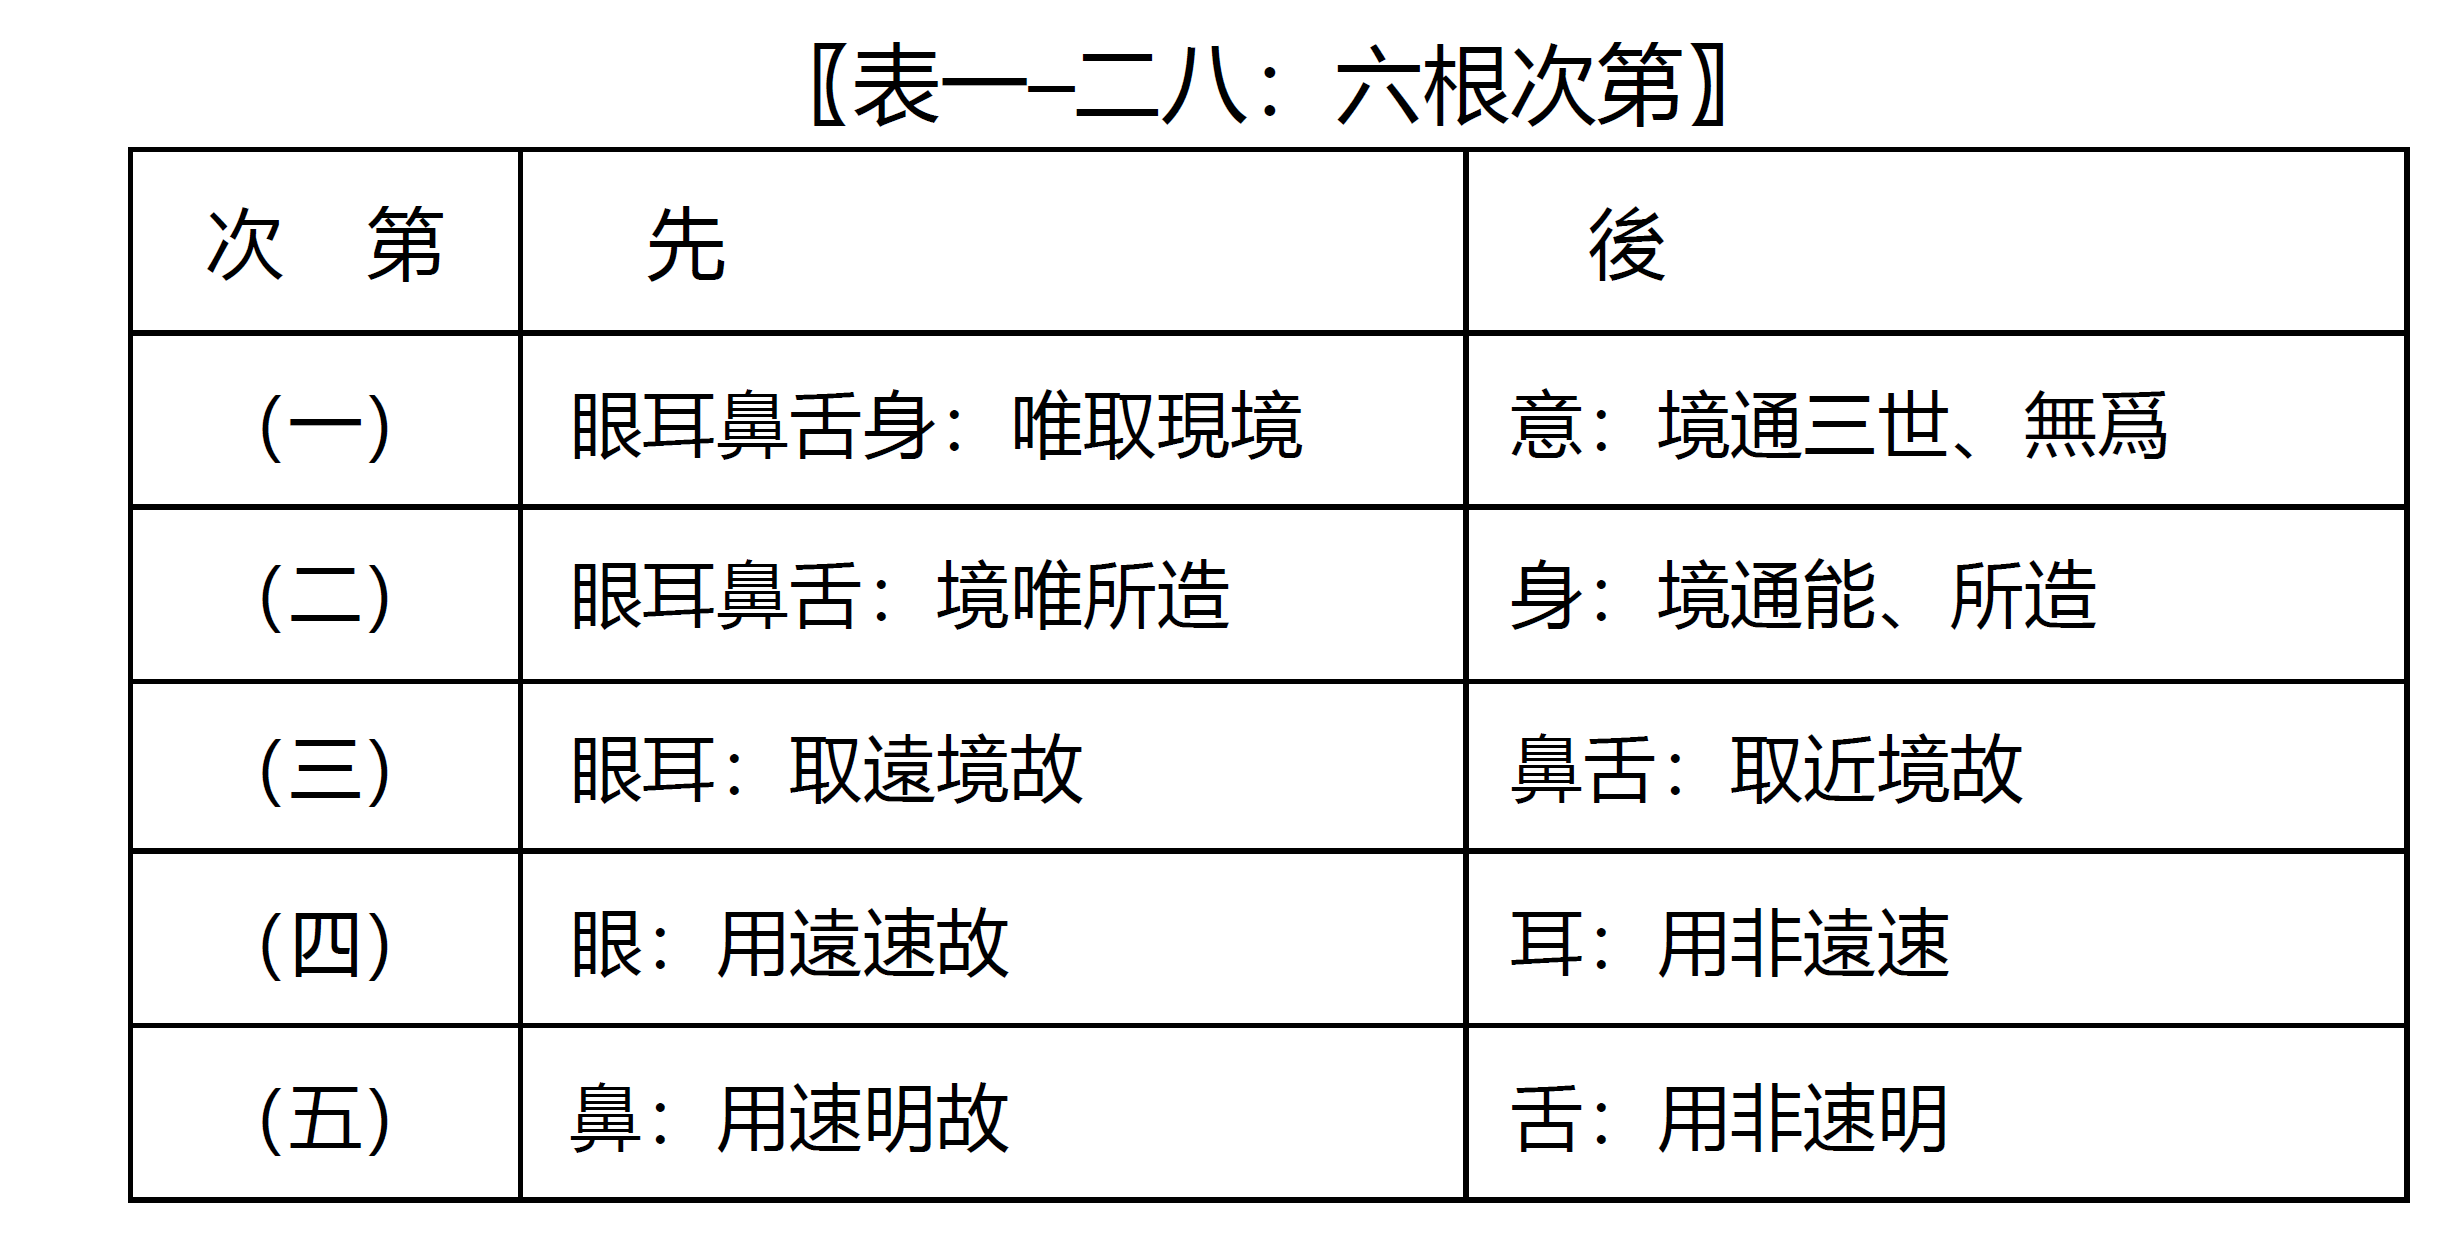 〖表一–二八：六根次第〗
次　第　先　後
（一）　眼耳鼻舌身：唯取現境　意：境通三世、無爲
（二）　眼耳鼻舌：境唯所造　身：境通能、所造
（三）　眼耳：取遠境故　鼻舌：取近境故
（四）　眼：用遠速故　耳：用非遠速
（五）　鼻：用速明故　舌：用非速明